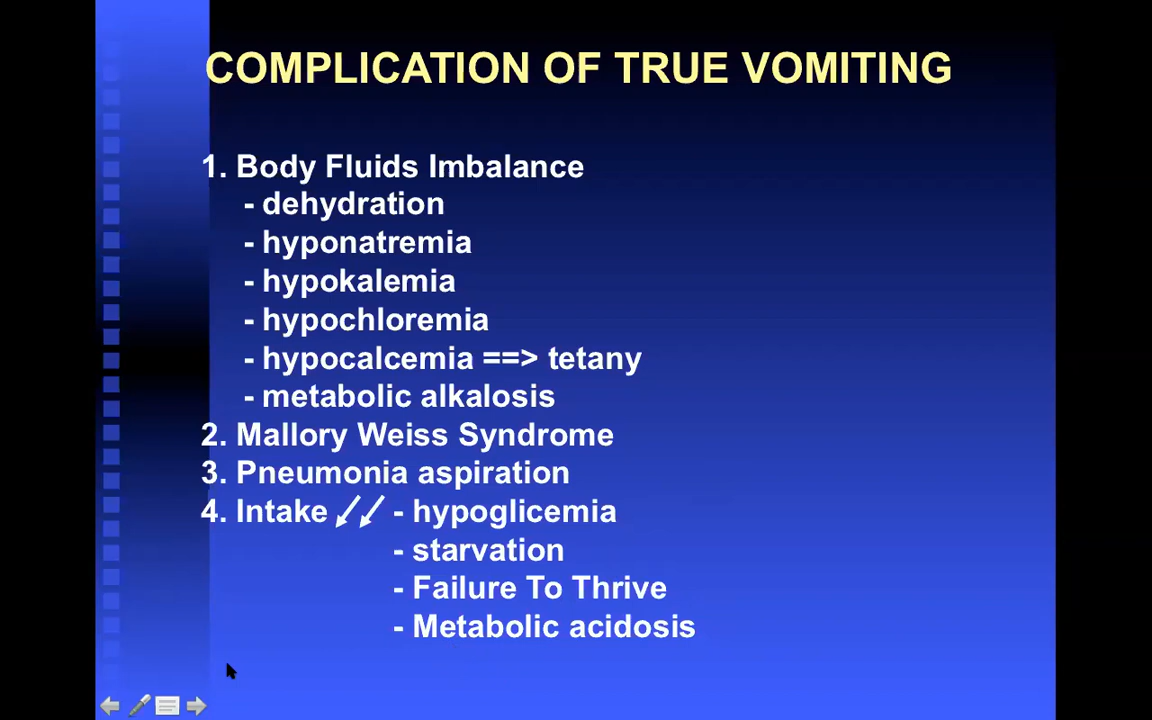 COMPLICATION OF TRUE VOMITING
1. Body Fluids Imbalance
- dehydration
- hyponatremia
- hypokalemia
- hypochloremia
- hypocalcemia ==> tetany
- metabolic alkalosis
2. Mallory Weiss Syndrome
3. Pneumonia aspiration
4. Intake ↙↙ - hypoglicemia
- starvation
- Failure To Thrive
- Metabolic acidosis